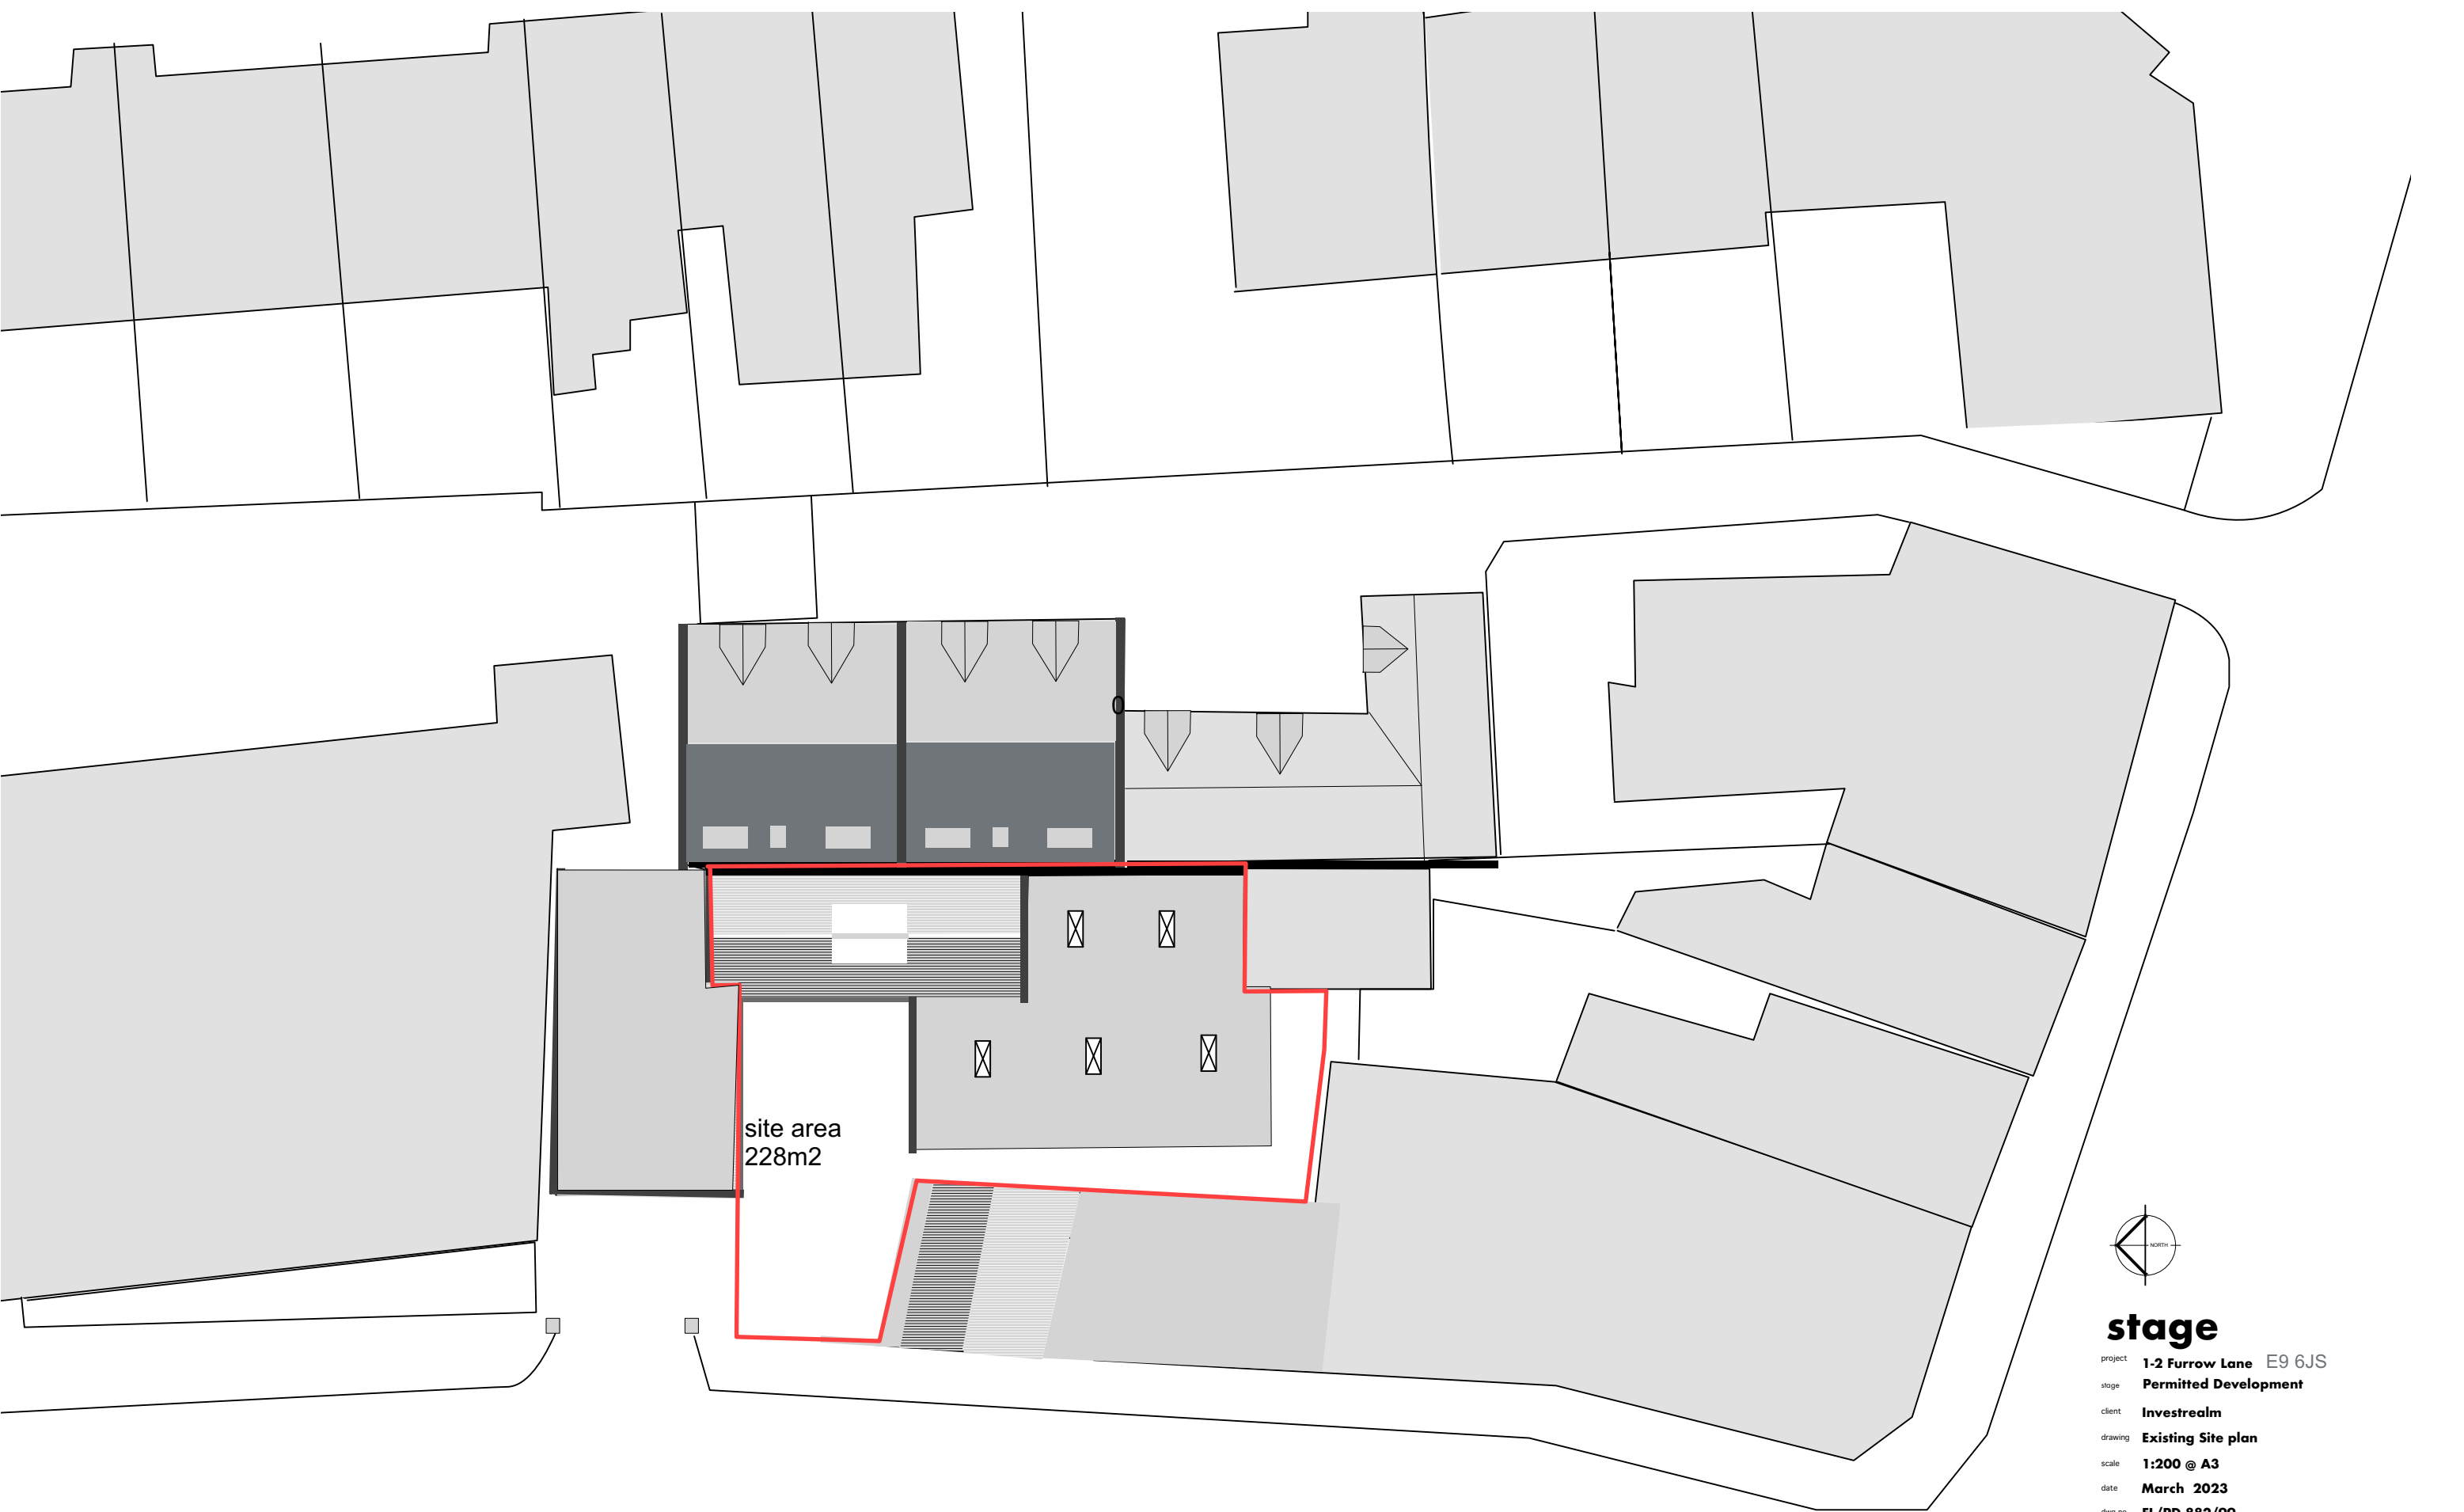 0
site area
228m2
NORTH
stage
project 1-2 Furrow Lane E9 6JS
stage Permitted Development
client Investrealm
drawing Existing Site plan
scale 1:200 @ A3
date March 2023